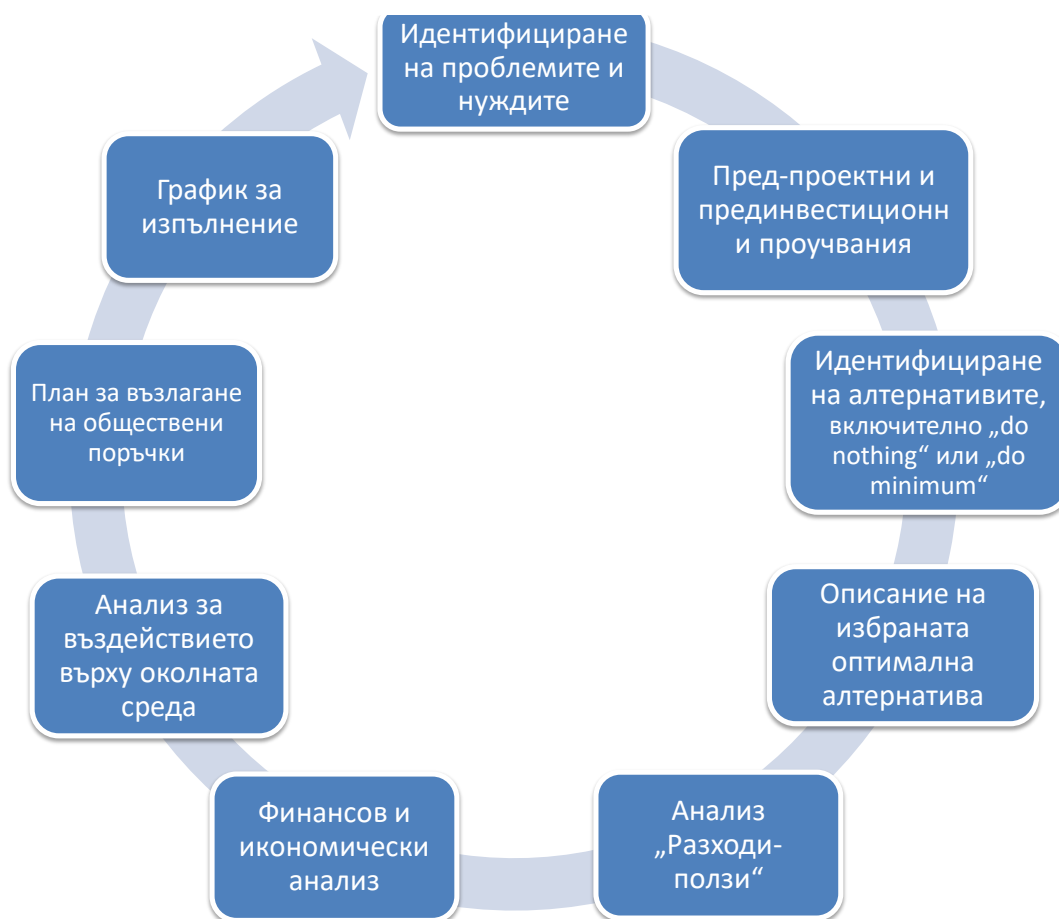 Идентифициране
на проблемите и
нуждите
Пред-проектни и
прединвестиционн
и проучвания
Идентифициране
на алтернативите,
включително „do
nothing“ или „do
minimum“
Описание на
избраната
оптимална
алтернатива
Анализ
„Разходи-
ползи“
Финансов и
икономически
анализ
Анализ за
въздействието
върху околната
среда
План за възлагане
на обществени
поръчки
График за
изпълнение